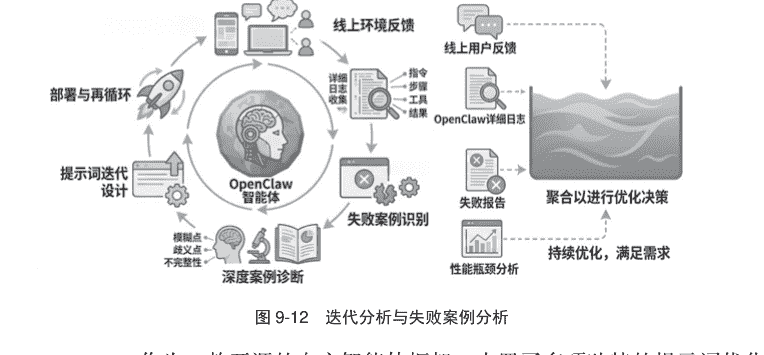 线上环境反馈
详细
日志
收集
指令
步骤
工具
结果
失败案例识别
深度案例诊断
模糊点
歧义点
不完整性
提示词迭代
设计
部署与再循环
OpenClaw
智能体
线上用户反馈
OpenClaw详细日志
失败报告
性能瓶颈分析
聚合以进行优化决策
持续优化，满足需求
图 9-12 迭代分析与失败案例分析